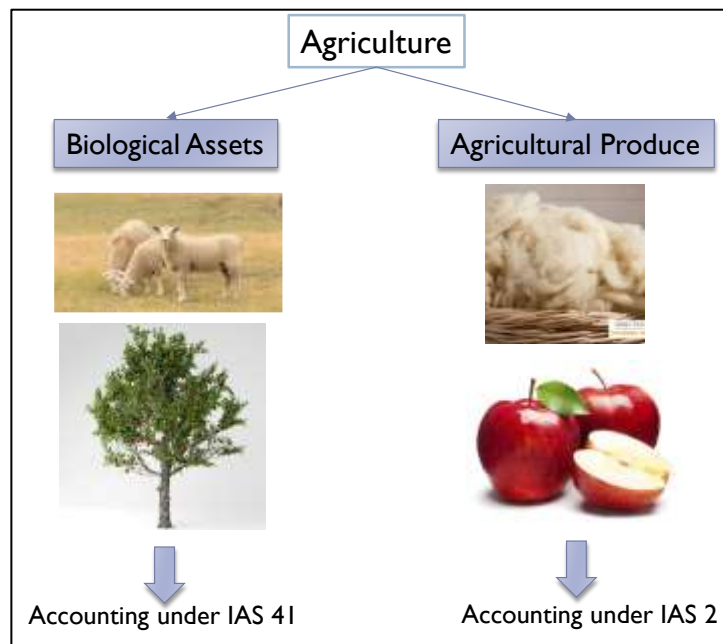 Agriculture
Biological Assets
Agricultural Produce
Accounting under IAS 41
Accounting under IAS 2